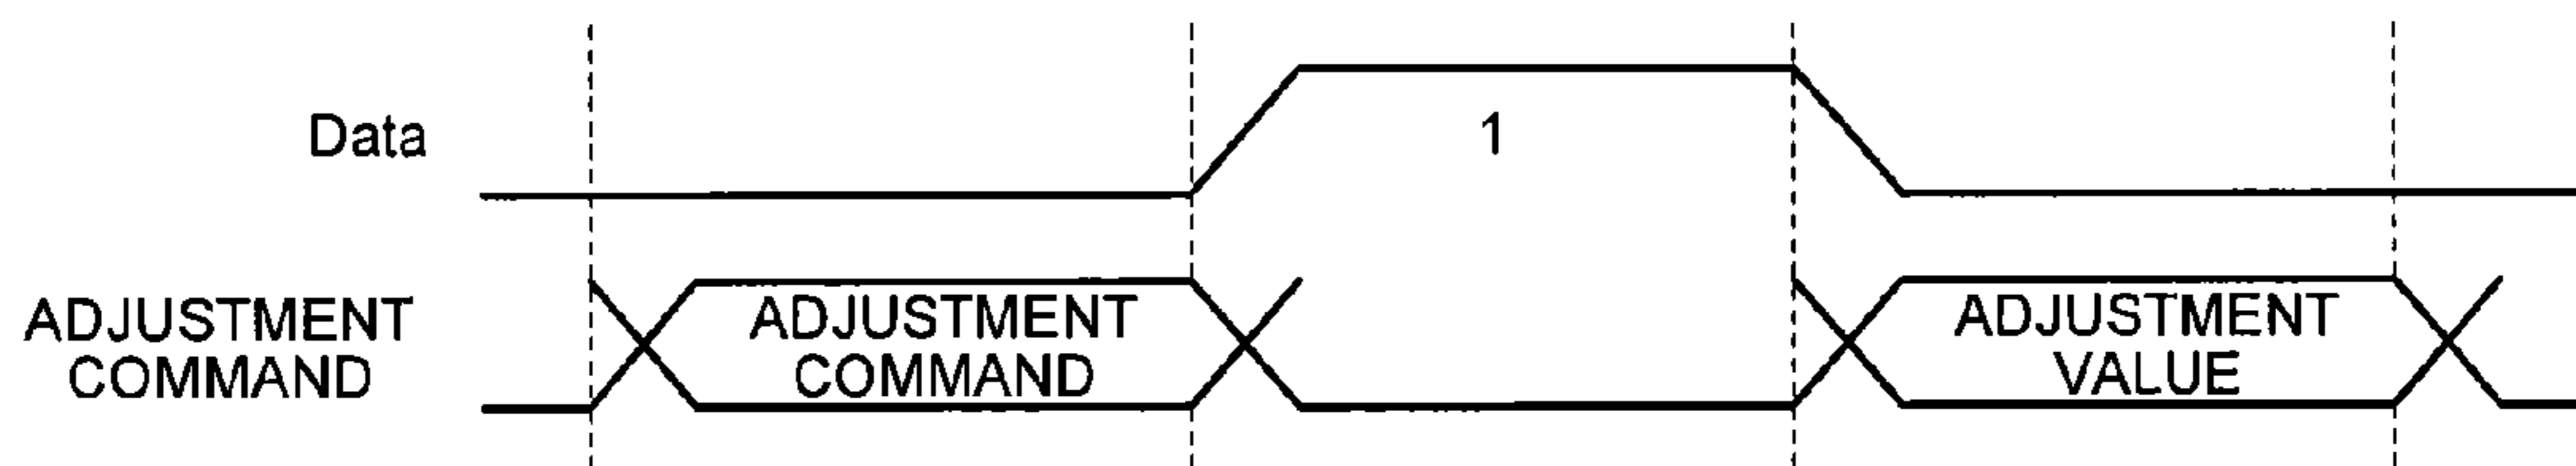 Data
1
ADJUSTMENT
COMMAND
ADJUSTMENT
COMMAND
ADJUSTMENT
VALUE